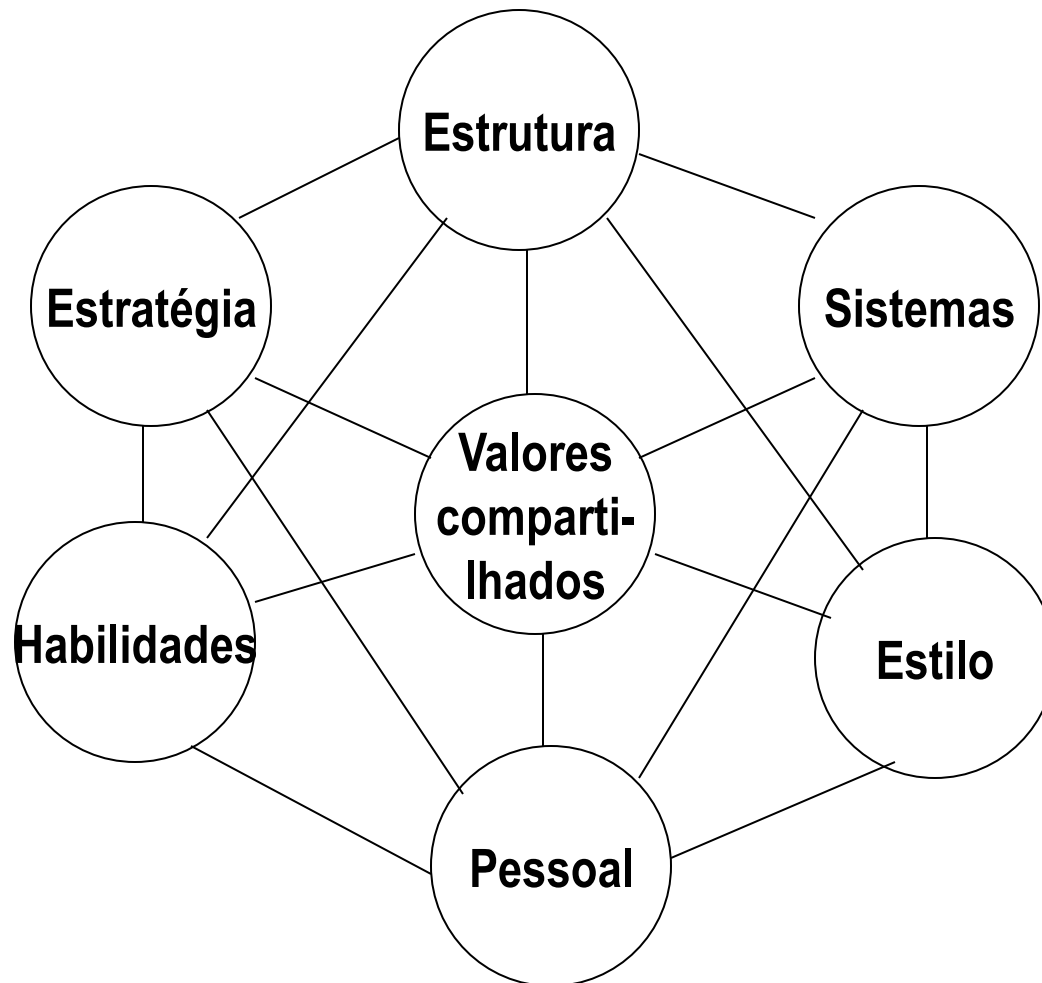 Estrutura
Estratégia
Sistemas
Valores
comparti-
lhados
Habilidades
Estilo
Pessoal